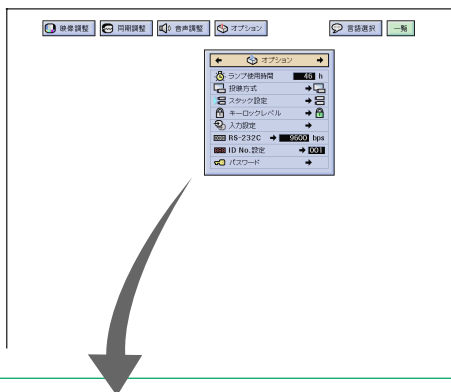 映像調整 同期調整 音声調整 オプション 言語選択 一覧
オプション
ランプ使用時間 46 h
投映方式
スタック設定
キーロックレベル
入力設定
RS-232C 9600 bps
ID No.設定 001
パスワード